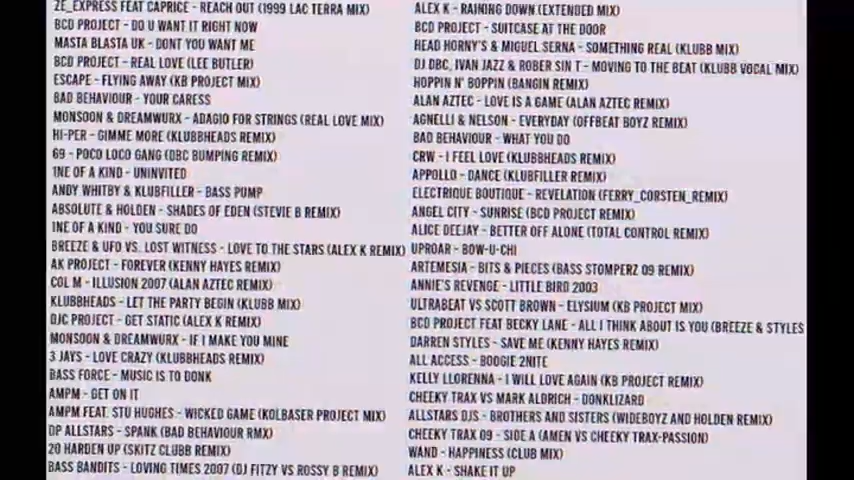 ZE_EXPRESS FEAT CAPRICE - REACH OUT (1999 LAC TERRA MIX)
BCD PROJECT - DO U WANT IT RIGHT NOW
MASTA BLASTA UK - DONT YOU WANT ME
BCD PROJECT - REAL LOVE (LEE BUTLER)
ESCAPE - FLYING AWAY (KB PROJECT MIX)
BAD BEHAVIOUR - YOUR CARESS
MONSOON & DREAMWURX - ADAGIO FOR STRINGS (REAL LOVE MIX)
HI-PER - GIMME MORE (KLUBBHEADS REMIX)
69 - POCO LOCO GANG (DBC BUMPING REMIX)
1NE OF A KIND - UNINVITED
ANDY WHITBY & KLUBFILLER - BASS PUMP
ABSOLUTE & HOLDEN - SHADES OF EDEN (STEVIE B REMIX)
1NE OF A KIND - YOU SURE DO
BREEZE & UFO VS. LOST WITNESS - LOVE TO THE STARS (ALEX K REMIX)
AK PROJECT - FOREVER (KENNY HAYES REMIX)
COL M - ILLUSION 2007 (ALAN AZTEC REMIX)
KLUBBHEADS - LET THE PARTY BEGIN (KLUBB MIX)
DJC PROJECT - GET STATIC (ALEX K REMIX)
MONSOON & DREAMWURX - IF I MAKE YOU MINE
3 JAYS - LOVE CRAZY (KLUBBHEADS REMIX)
BASS FORCE - MUSIC IS TO DONK
AMPM - GET ON IT
AMPM FEAT. STU HUGHES - WICKED GAME (KOLBASER PROJECT MIX)
DP ALLSTARS - SPANK (BAD BEHAVIOUR RMX)
20 HARDEN UP (SKITZ CLUBB REMIX)
BASS BANDITS - LOVING TIMES 2007 (DJ FITZY VS ROSSY B REMIX)
ALEX K - RAINING DOWN (EXTENDED MIX)
BCD PROJECT - SUITCASE AT THE DOOR
HEAD HORNY'S & MIGUEL SERNA - SOMETHING REAL (KLUBB MIX)
DJ DBC, IVAN JAZZ & ROBER SIN T - MOVING TO THE BEAT (KLUBB VOCAL MIX)
HOPPIN N' BOPPIN (BANGIN REMIX)
ALAN AZTEC - LOVE IS A GAME (ALAN AZTEC REMIX)
AGNELLI & NELSON - EVERYDAY (OFFBEAT BOYZ REMIX)
BAD BEHAVIOUR - WHAT YOU DO
CRW - I FEEL LOVE (KLUBBHEADS REMIX)
APPOLLO - DANCE (KLUBFILLER REMIX)
ELECTRIQUE BOUTIQUE - REVELATION (FERRY_CORSTEN_REMIX)
ANGEL CITY - SUNRISE (BCD PROJECT REMIX)
ALICE DEEJAY - BETTER OFF ALONE (TOTAL CONTROL REMIX)
UPROAR - BOW-U-CHI
ARTEMESIA - BITS & PIECES (BASS STOMPERZ 09 REMIX)
ANNIE'S REVENGE - LITTLE BIRD 2003
ULTRABEAT VS SCOTT BROWN - ELYSIUM (KB PROJECT MIX)
BCD PROJECT FEAT BECKY LANE - ALL I THINK ABOUT IS YOU (BREEZE & STYLES
DARREN STYLES - SAVE ME (KENNY HAYES REMIX)
ALL ACCESS - BOOGIE 2NITE
KELLY LLORENNA - I WILL LOVE AGAIN (KB PROJECT REMIX)
CHEEKY TRAX VS MARK ALDRICH - DONKLIZARD
ALLSTARS DJS - BROTHERS AND SISTERS (WIDEBOYZ AND HOLDEN REMIX)
CHEEKY TRAX 09 - SIDE A (AMEN VS CHEEKY TRAX-PASSION)
WAND - HAPPINESS (CLUB MIX)
ALEX K - SHAKE IT UP